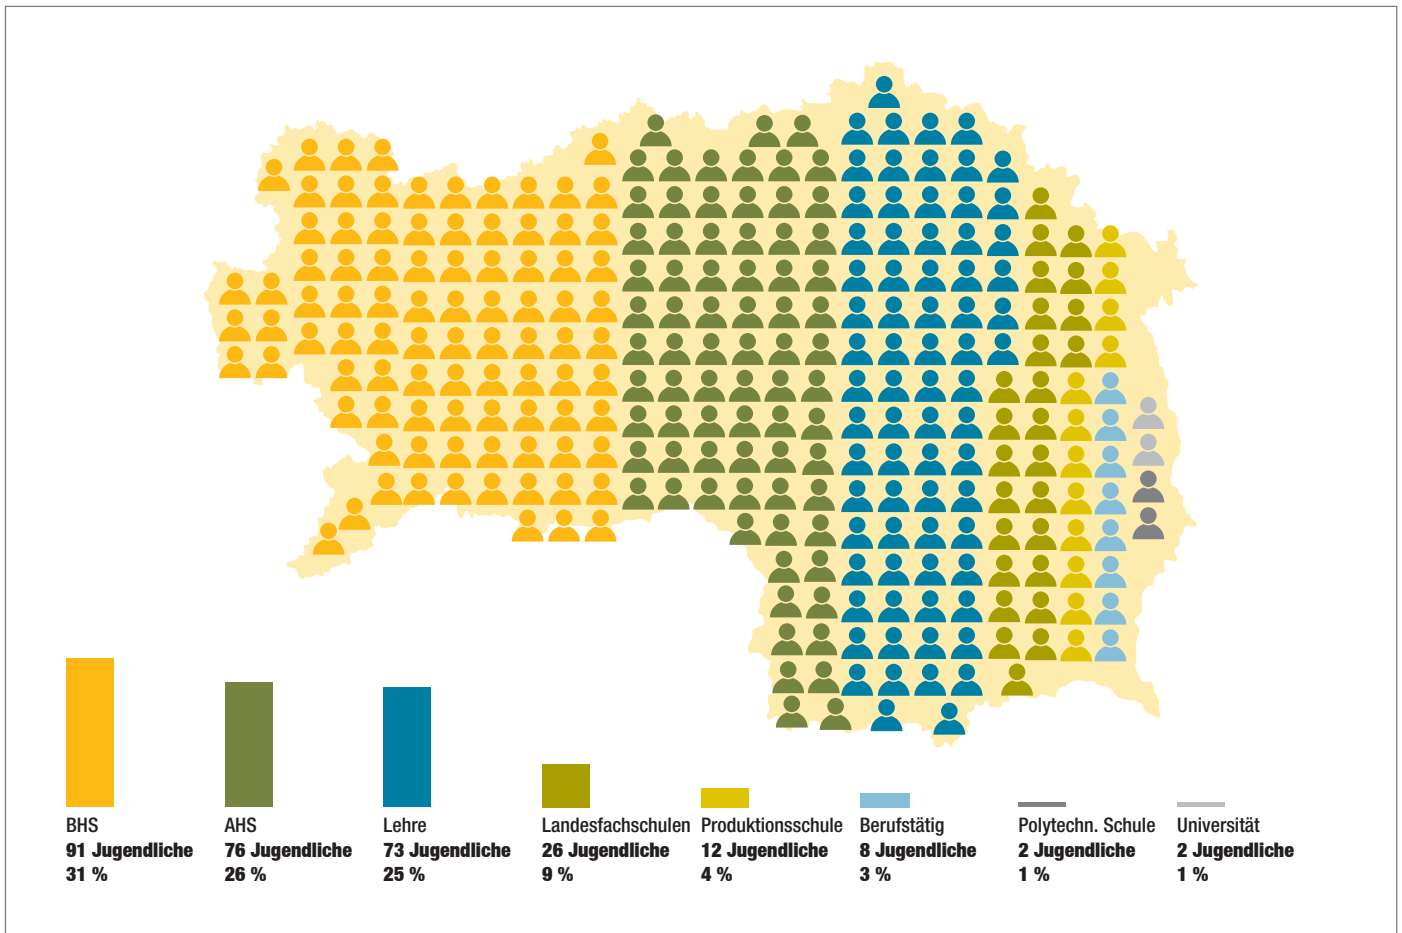 BHS
91 Jugendliche
31 %
AHS
76 Jugendliche
26 %
Lehre
73 Jugendliche
25 %
Landesfachschulen
26 Jugendliche
9 %
Produktionsschule
12 Jugendliche
4 %
Berufstätig
8 Jugendliche
3 %
Polytechn. Schule
2 Jugendliche
1 %
Universität
2 Jugendliche
1 %